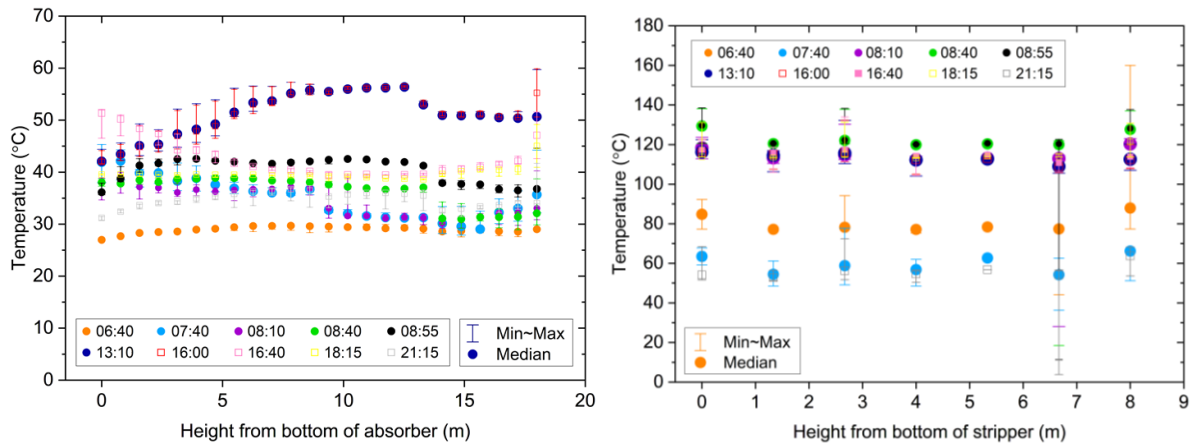 70
60
50
40
30
20
10
0
Temperature (°C)
06:40 07:40 08:10 08:40 08:55
13:10 16:00 16:40 18:15 21:15
Min~Max
Median
0 5 10 15 20
Height from bottom of absorber (m)
180
160
140
120
100
80
60
40
20
0
Temperature (°C)
06:40 07:40 08:10 08:40 08:55
13:10 16:00 16:40 18:15 21:15
Min~Max
Median
0 1 2 3 4 5 6 7 8 9
Height from bottom of stripper (m)